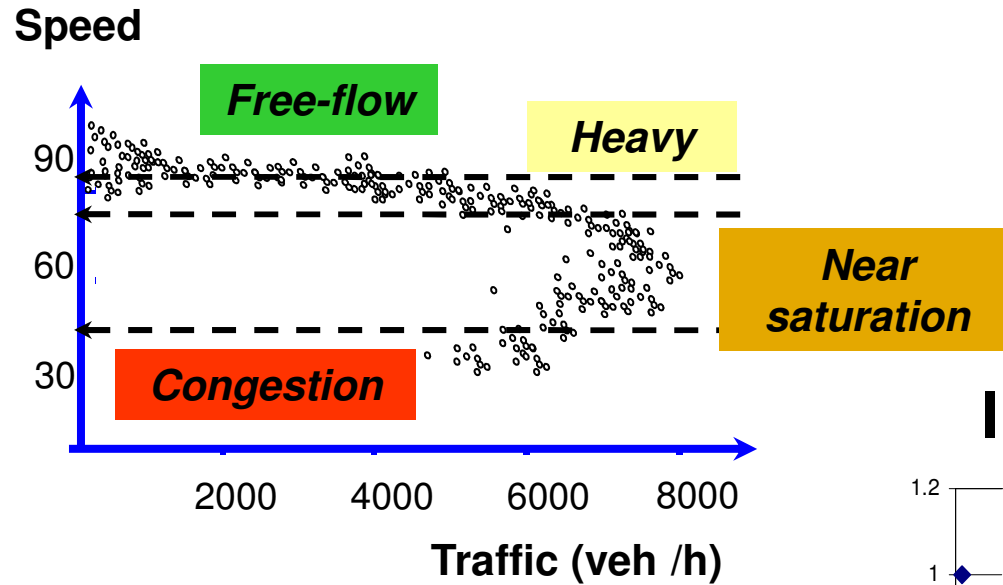 Speed
Free-flow
Heavy
90
60
Near
saturation
30
Congestion
2000 4000 6000 8000
Traffic (veh /h)
1.2
1